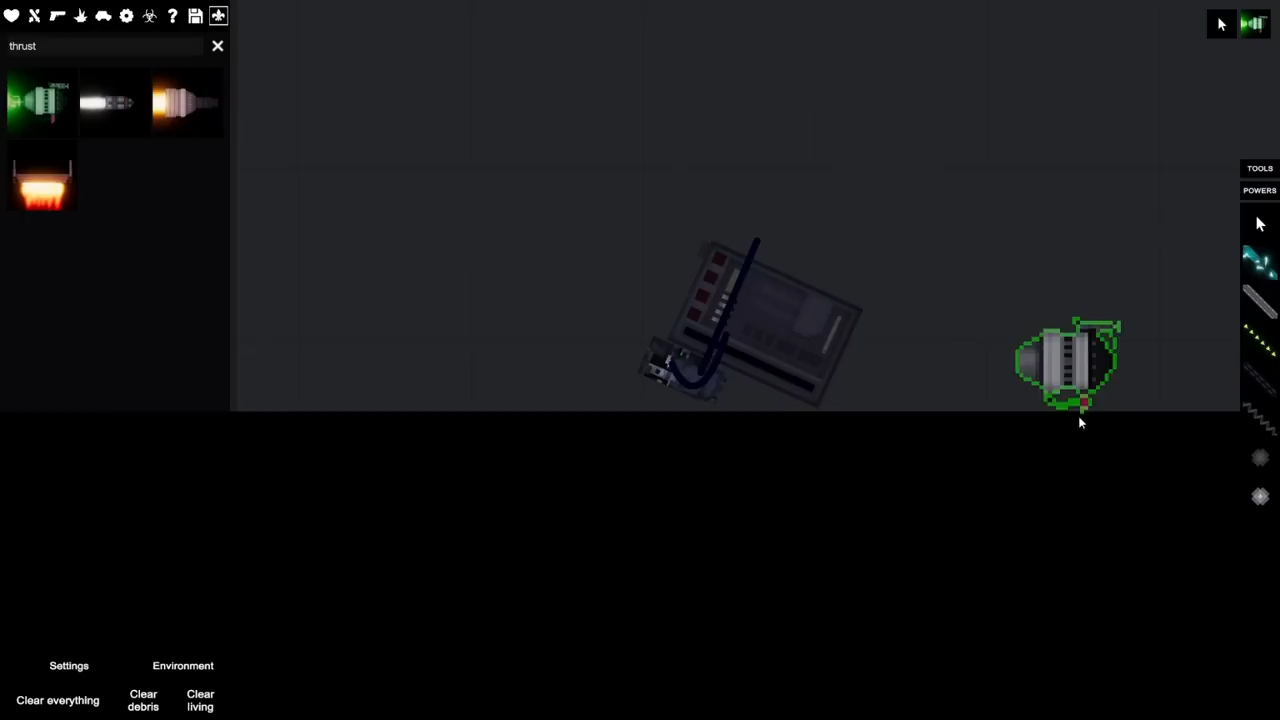 thrust
TOOLS
POWERS
Settings
Environment
Clear everything
Clear
debris
Clear
living